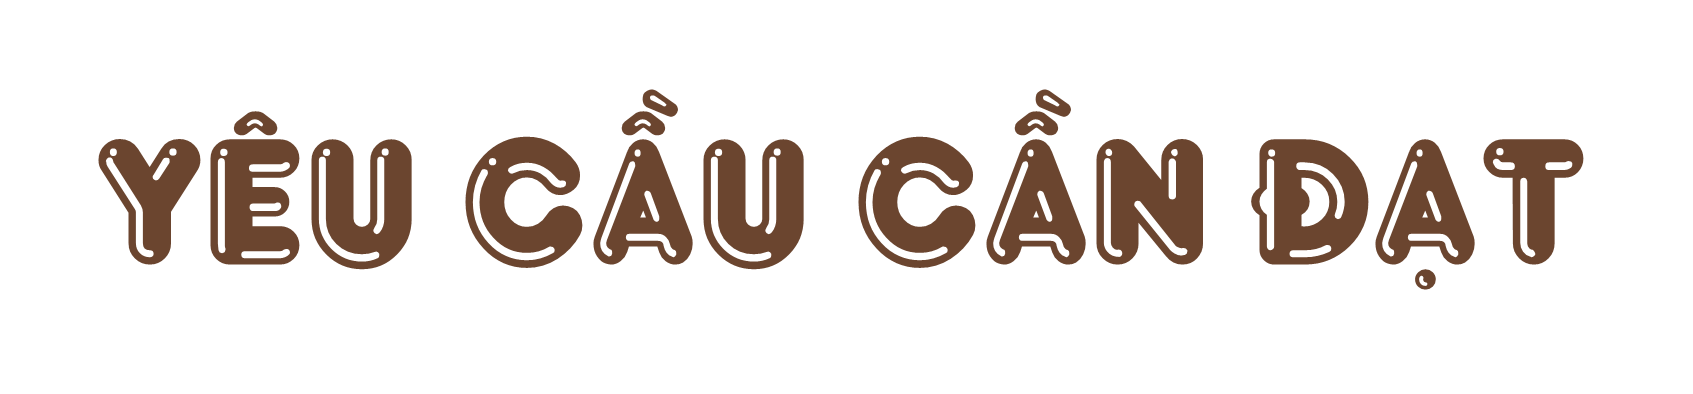 YÊU CẦU CẦN ĐẠT